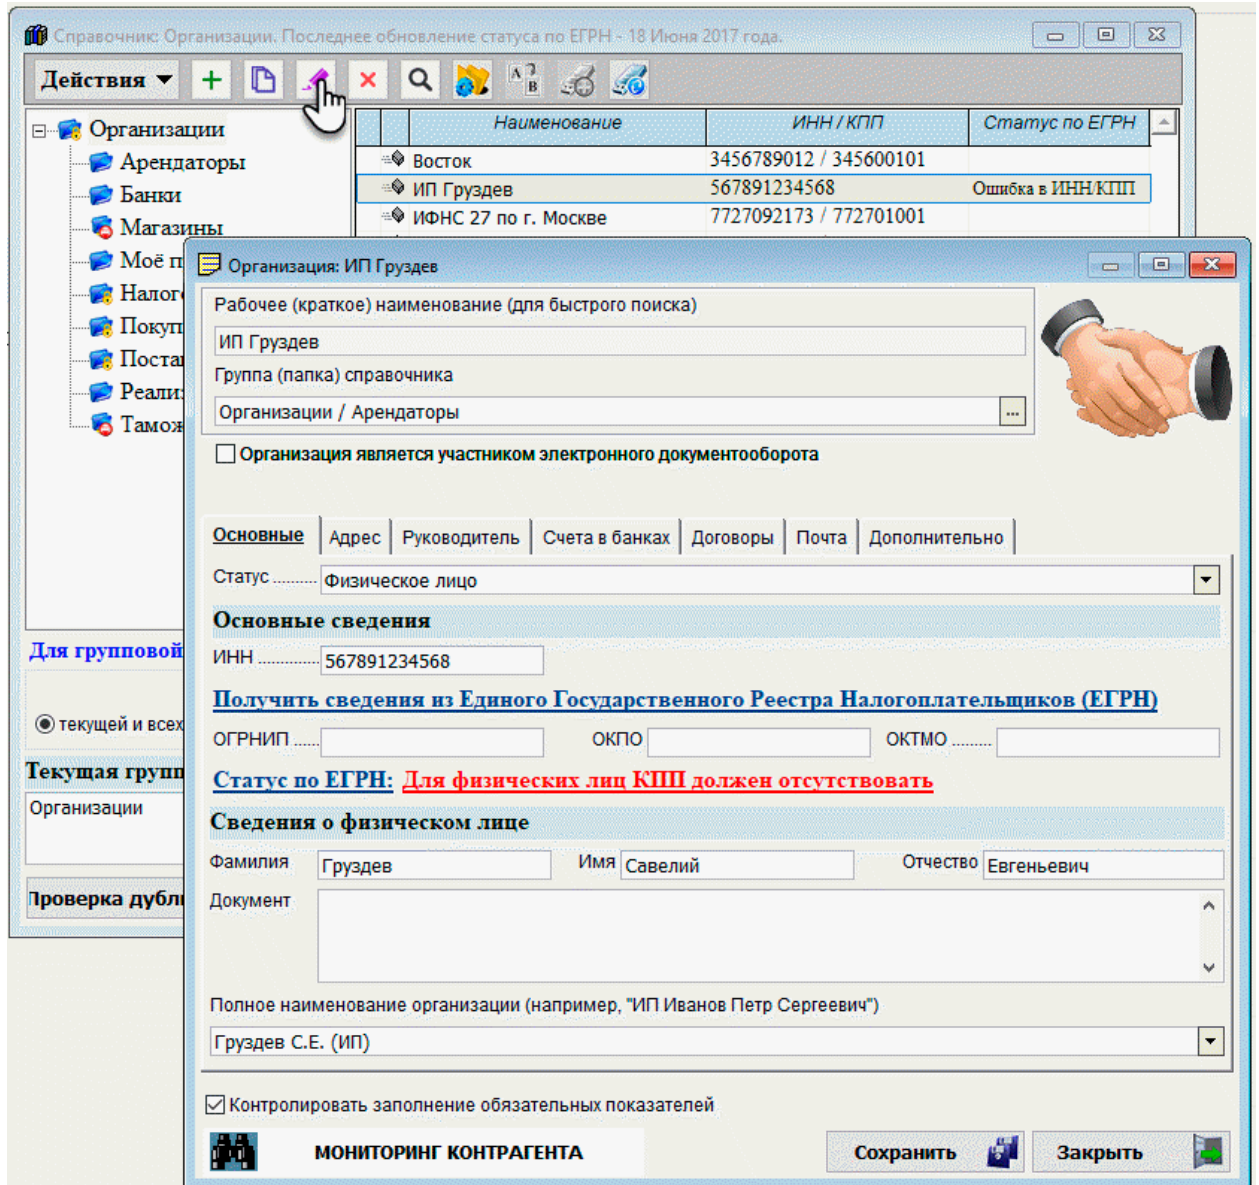 Справочник: Организации. Последнее обновление статуса по ЕГРН - 18 Июня 2017 года.
Действия
Организации
Арендаторы
Банки
Магазины
Моё п
Налог
Покуп
Поста
Реали
Тамож
Наименование ИНН / КПП Статус по ЕГРН
Восток 3456789012 / 345600101
ИП Груздев 567891234568 Ошибка в ИНН/КПП
ИФНС 27 по г. Москве 7727092173 / 772701001
Для групповой
текущей и всех
Текущая групп
Организации
Проверка дубл
Организация: ИП Груздев
Рабочее (краткое) наименование (для быстрого поиска)
ИП Груздев
Группа (папка) справочника
Организации / Арендаторы
...
Организация является участником электронного документооборота
Основные Адрес Руководитель Счета в банках Договоры Почта Дополнительно
Статус .......... Физическое лицо
Основные сведения
ИНН .............. 567891234568
Получить сведения из Единого Государственного Реестра Налогоплательщиков (ЕГРН)
ОГРНИП ...... ОКПО ОКТМО .........
Статус по ЕГРН: Для физических лиц КПП должен отсутствовать
Сведения о физическом лице
Фамилия Груздев Имя Савелий Отчество Евгеньевич
Документ
Полное наименование организации (например, "ИП Иванов Петр Сергеевич")
Груздев С.Е. (ИП)
Контролировать заполнение обязательных показателей
МОНИТОРИНГ КОНТРАГЕНТА Сохранить Закрыть